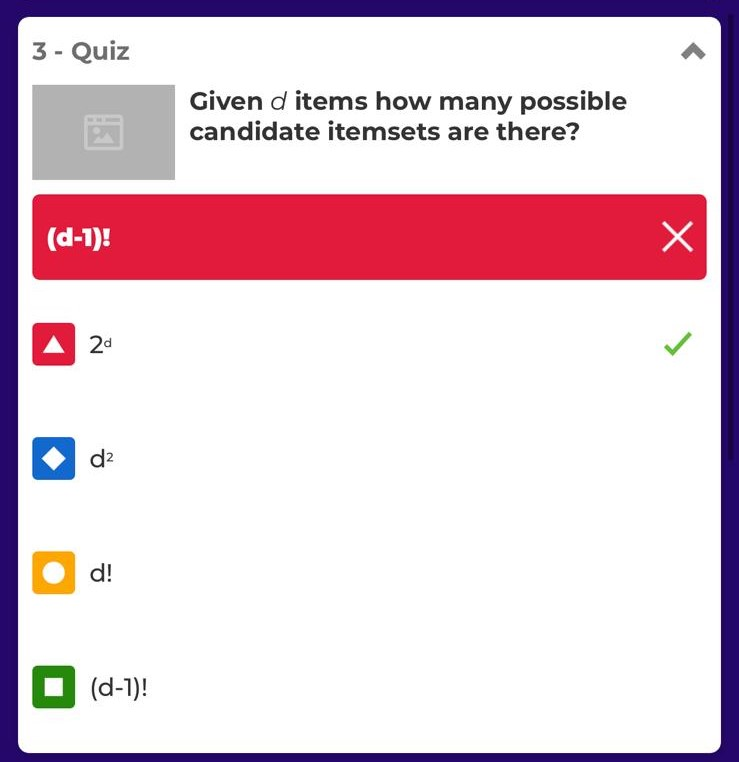 3 - Quiz
Given d items how many possible
candidate itemsets are there?
(d-1)!
2ᵈ
d²
d!
(d-1)!